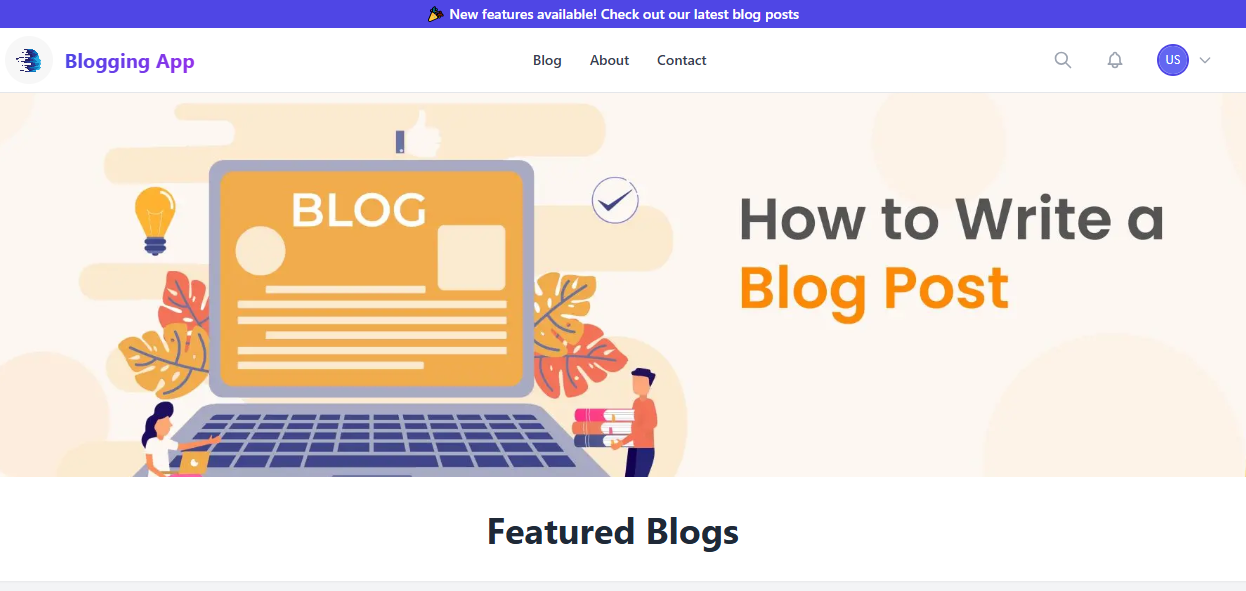 🎉 New features available! Check out our latest blog posts
Blogging App
Blog About Contact
US
BLOG
How to Write a
Blog Post
Featured Blogs